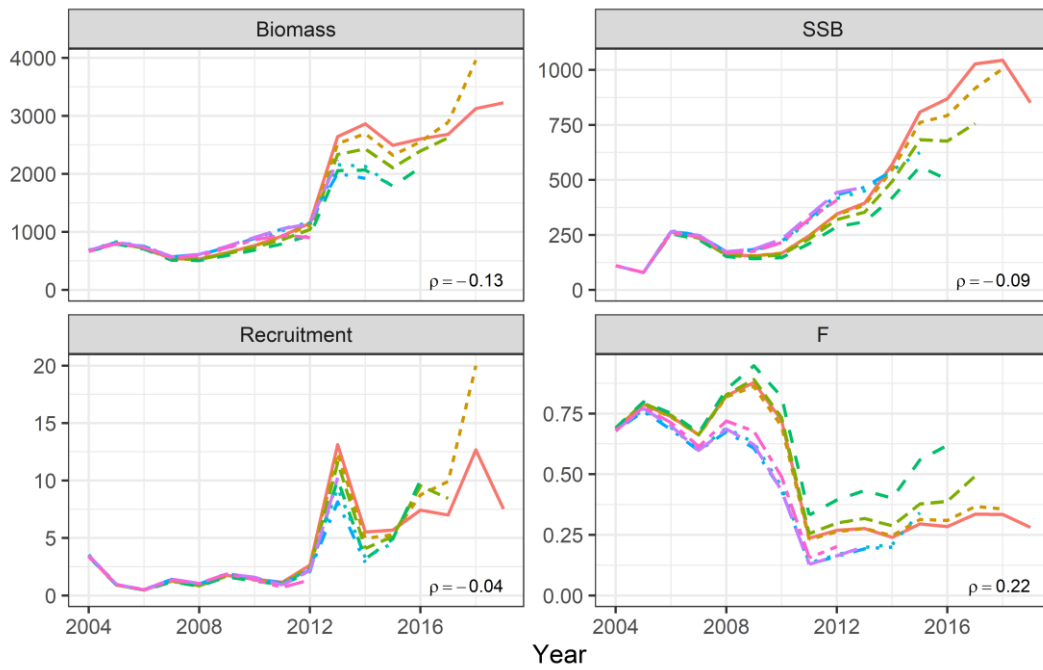 Biomass
SSB
4000
3000
2000
1000
0
ρ = −0.13
1000
750
500
250
0
ρ = −0.09
Recruitment
F
20
15
10
5
0
ρ = −0.04
0.75
0.50
0.25
0.00
ρ = 0.22
2004 2008 2012 2016
2004 2008 2012 2016
Year